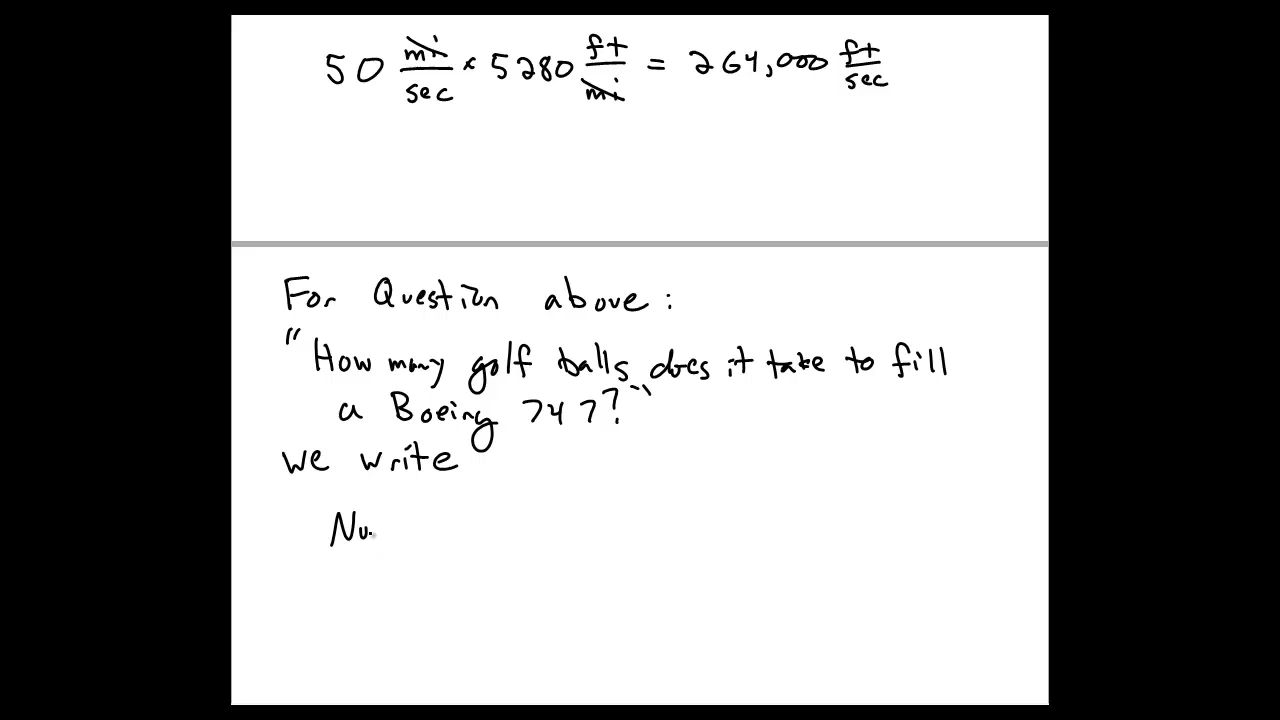 50 mi/sec × 5280 ft/mi = 264,000 ft/sec
For Question above:
"How many golf balls does it take to fill
a Boeing 747?"
we write
Nu